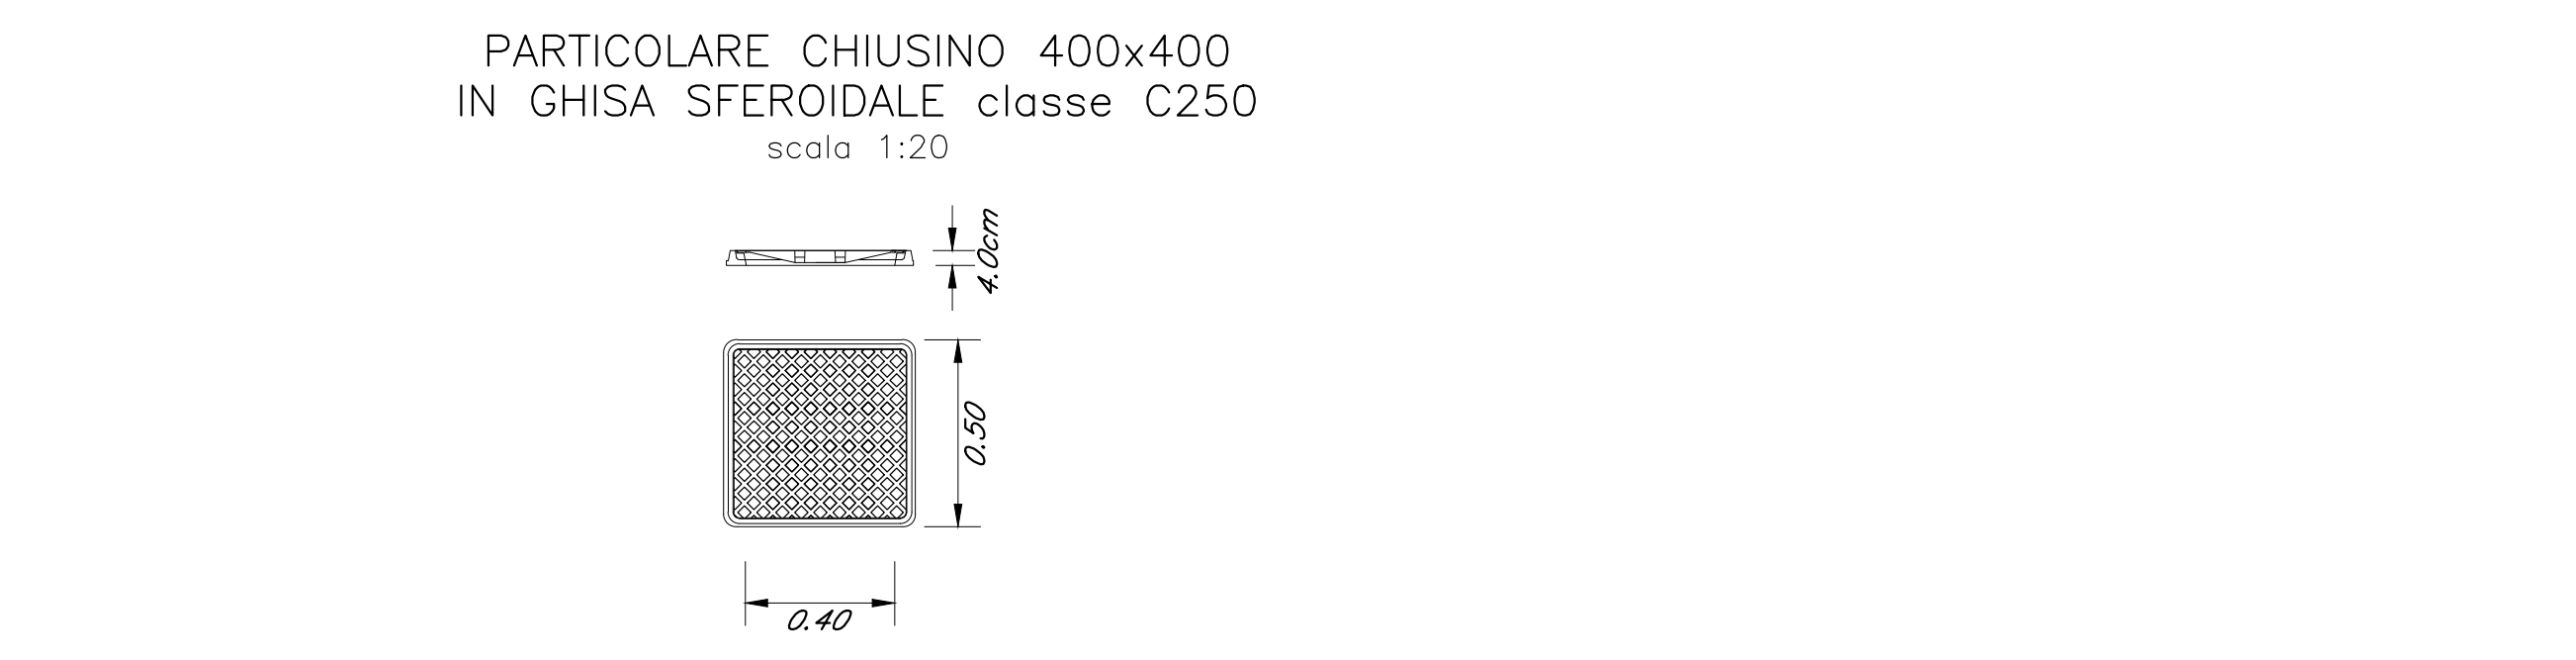 PARTICOLARE CHIUSINO 400x400
IN GHISA SFEROIDALE classe C250
scala 1:20
4.0cm
0.50
0.40